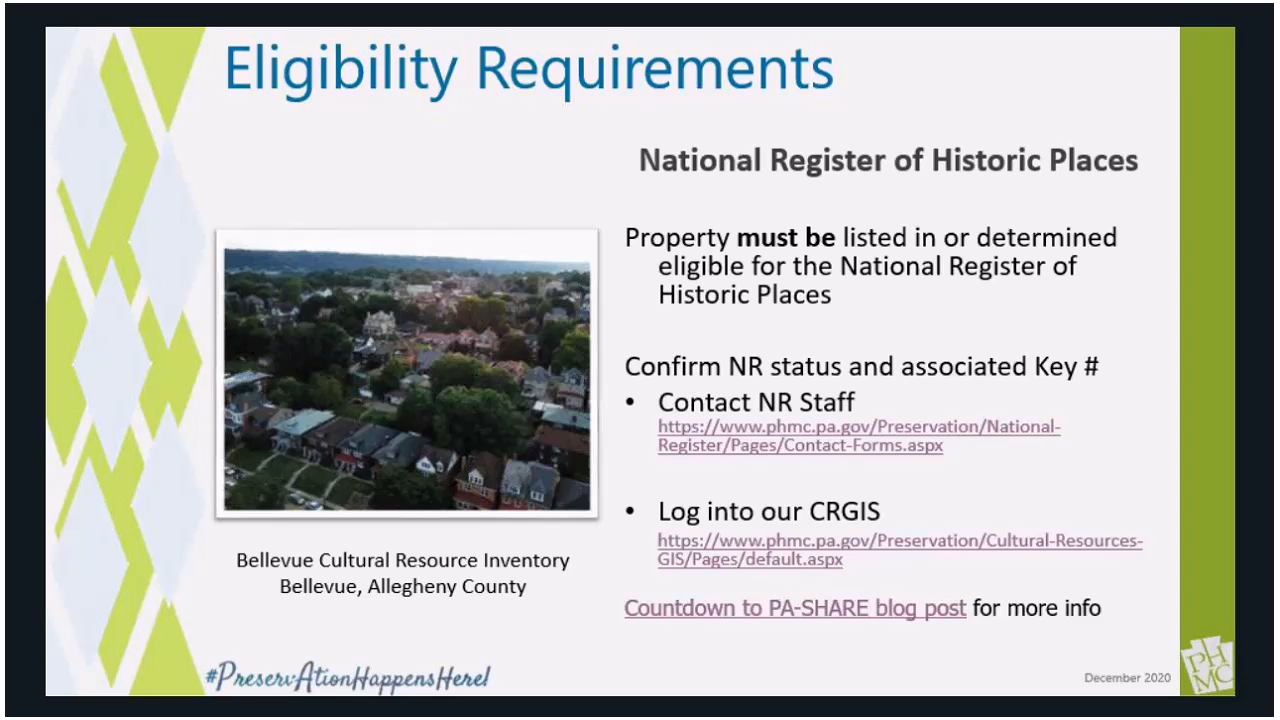 Eligibility Requirements
National Register of Historic Places
Property must be listed in or determined
eligible for the National Register of
Historic Places
Confirm NR status and associated Key #
• Contact NR Staff
https://www.phmc.pa.gov/Preservation/National-
Register/Pages/Contact-Forms.aspx
• Log into our CRGIS
https://www.phmc.pa.gov/Preservation/Cultural-Resources-
GIS/Pages/default.aspx
Countdown to PA-SHARE blog post for more info
Bellevue Cultural Resource Inventory
Bellevue, Allegheny County
#PreservAtionHappensHere!
December 2020
PH
MC